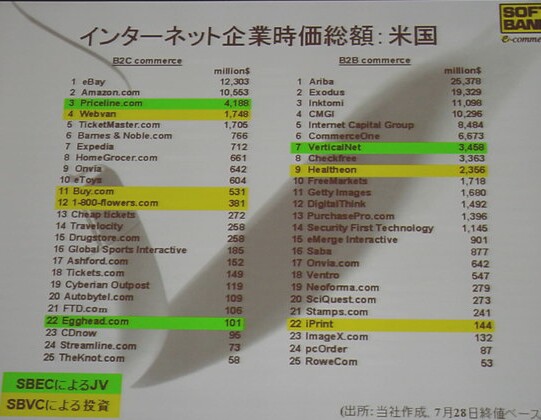 SOFT
BANK
e-comme
インターネット企業時価総額：米国
B2C commerce
million$
1 eBay 12,303
2 Amazon.com 10,553
3 Priceline.com 4,188
4 Webvan 1,748
5 TicketMaster.com 1,705
6 Barnes & Noble.com 766
7 Expedia 712
8 HomeGrocer.com 661
9 Onvia 642
10 eToys 604
11 Buy.com 531
12 1-800-flowers.com 381
13 Cheap tickets 272
14 Travelocity 258
15 Drugstore.com 258
16 Global Sports Interactive 185
17 Ashford.com 152
18 Tickets.com 149
19 Cyberian Outpost 119
20 Autobytel.com 109
21 FTD.com 106
22 Egghead.com 101
23 CDnow 95
24 Streamline.com 73
25 TheKnot.com 58
B2B commerce
million$
1 Ariba 25,378
2 Exodus 19,329
3 Inktomi 11,098
4 CMGI 10,296
5 Internet Capital Group 8,484
6 CommerceOne 6,673
7 VerticalNet 3,458
8 Checkfree 3,363
9 Healtheon 2,356
10 FreeMarkets 1,718
11 Getty Images 1,680
12 DigitalThink 1,492
13 PurchasePro.com 1,396
14 Security First Technology 1,145
15 eMerge Interactive 901
16 Saba 877
17 Onvia.com 642
18 Ventro 547
19 Neoforma.com 279
20 SciQuest.com 273
21 Stamps.com 241
22 iPrint 144
23 ImageX.com 132
24 pcOrder 87
25 RoweCom 53
SBECによるJV
SBVCによる投資
(出所：当社作成、7月28日終値ベース